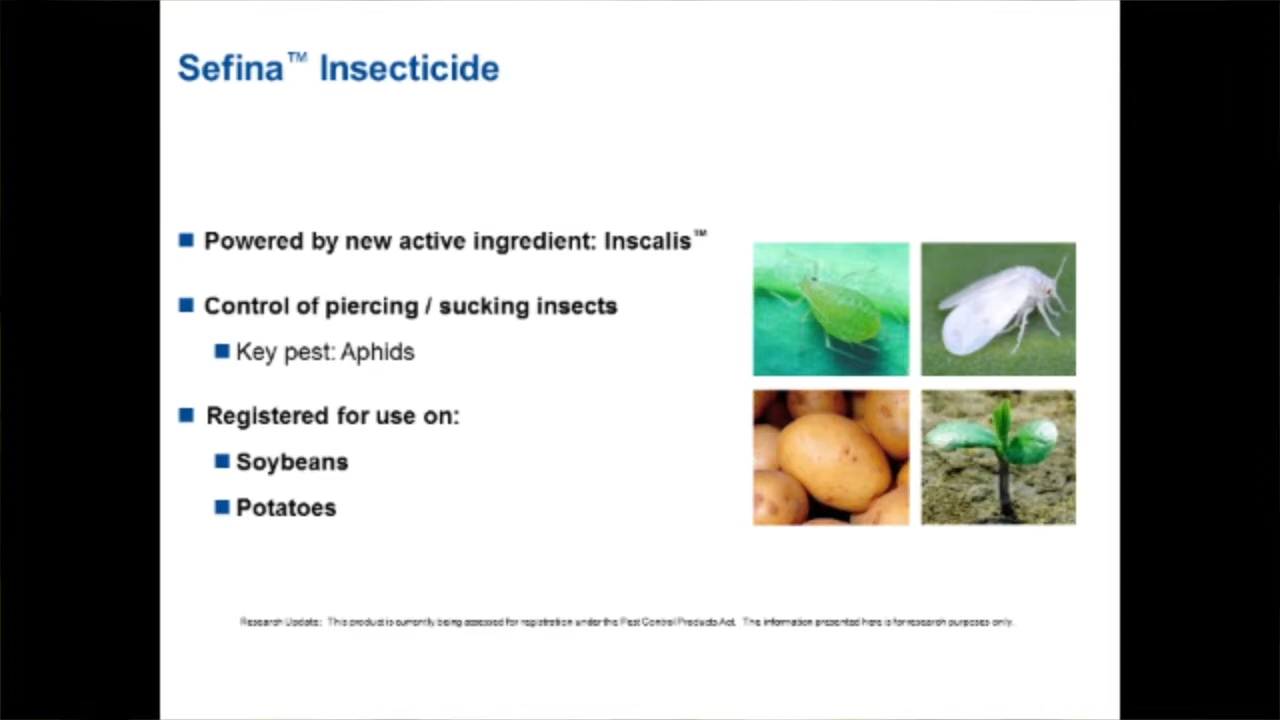 Sefina™ Insecticide
Powered by new active ingredient: Inscalis™
Control of piercing / sucking insects
Key pest: Aphids
Registered for use on:
Soybeans
Potatoes
Research Update: This product is currently being assessed for registration under the Pest Control Products Act. The information presented here is for research purposes only.